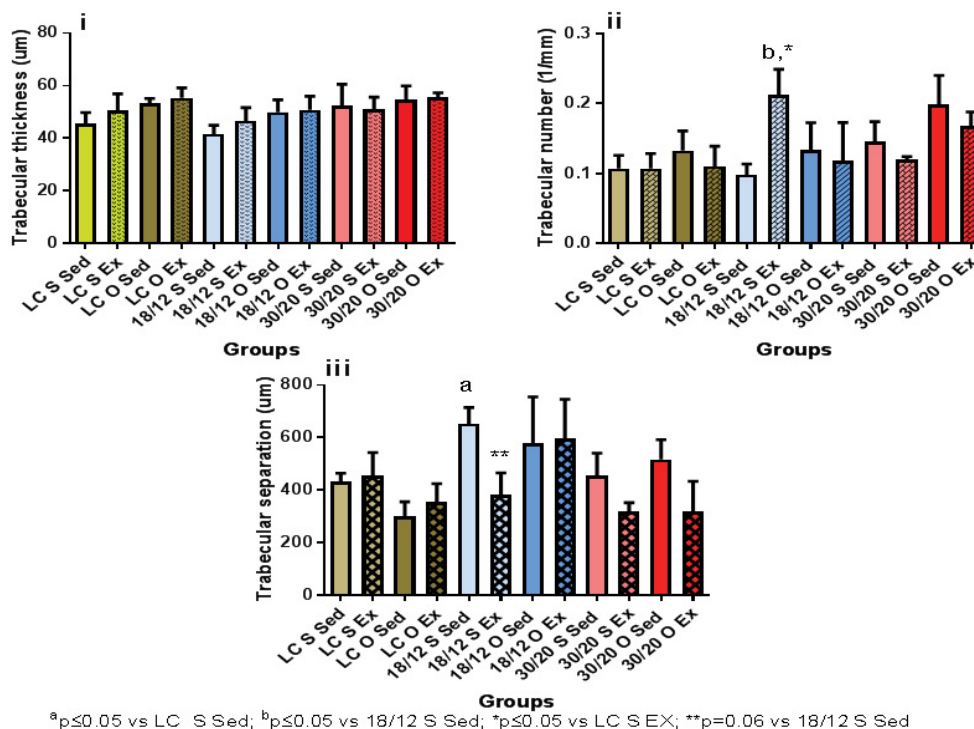 i
Trabecular thickness (um)
80
60
40
20
0
LC S Sed
LC S Ex
LC O Sed
LC O Ex
18/12 S Sed
18/12 S Ex
18/12 O Sed
18/12 O Ex
30/20 S Sed
30/20 S Ex
30/20 O Sed
30/20 O Ex
Groups
ii
Trabecular number (1/mm)
0.3
0.2
0.1
0.0
b,*
LC S Sed
LC S Ex
LC O Sed
LC O Ex
18/12 S Sed
18/12 S Ex
18/12 O Sed
18/12 O Ex
30/20 S Sed
30/20 S Ex
30/20 O Sed
30/20 O Ex
Groups
iii
Trabecular separation (um)
800
600
400
200
0
a
**
LC S Sed
LC S Ex
LC O Sed
LC O Ex
18/12 S Sed
18/12 S Ex
18/12 O Sed
18/12 O Ex
30/20 S Sed
30/20 S Ex
30/20 O Sed
30/20 O Ex
Groups
ᵃp≤0.05 vs LC S Sed; ᵇp≤0.05 vs 18/12 S Sed; *p≤0.05 vs LC S EX; **p=0.06 vs 18/12 S Sed